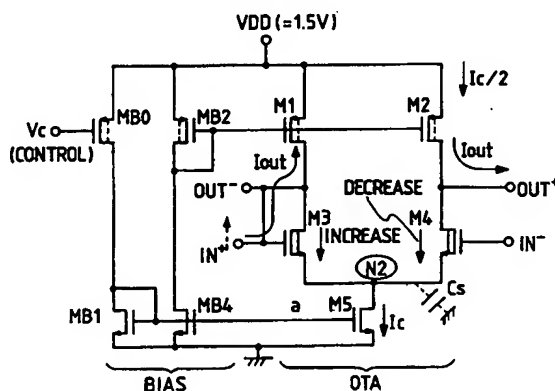 VDD (=1.5V)
Ic/2
MB0
MB2
M1
M2
Vc
(CONTROL)
Iout
Iout
OUT⁻
OUT⁺
DECREASE
M3
M4
INCREASE
IN⁺
IN⁻
N2
Cs
MB1
MB4
a
M5
Ic
BIAS
OTA